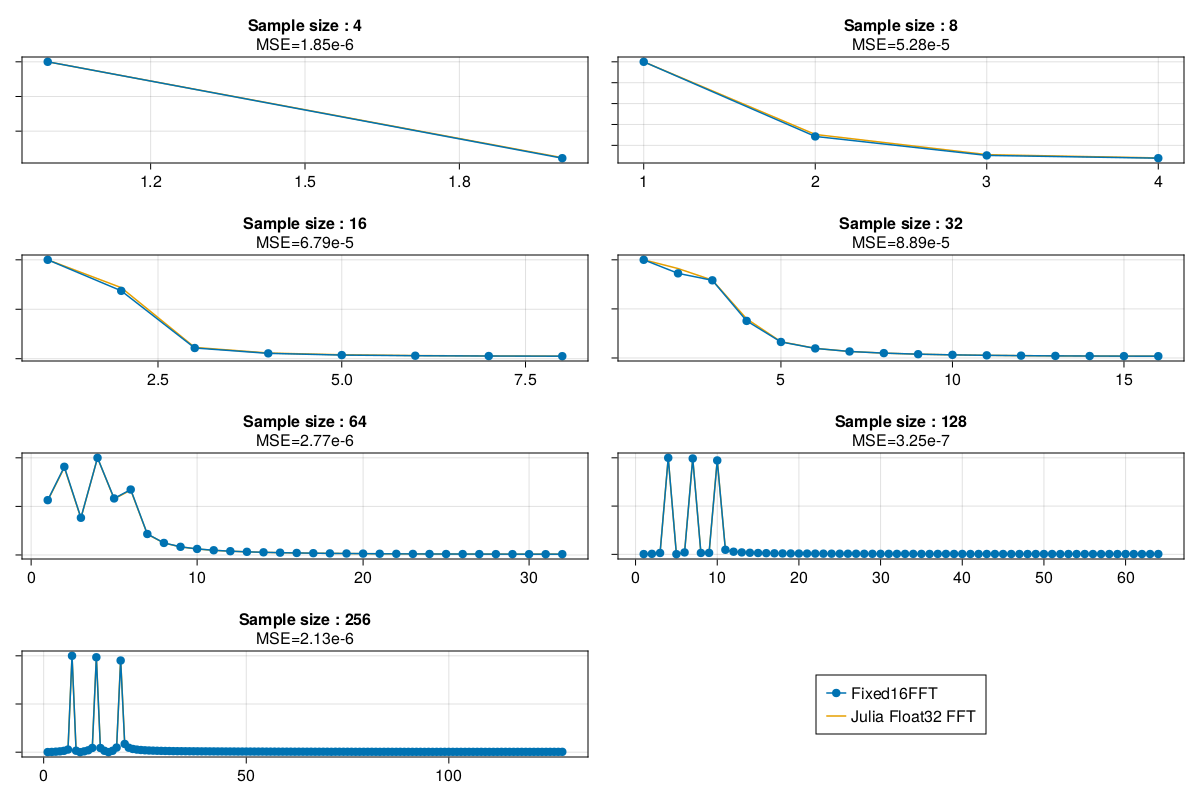 Sample size : 4
MSE=1.85e-6
1.2 1.5 1.8
Sample size : 8
MSE=5.28e-5
1 2 3 4
Sample size : 16
MSE=6.79e-5
2.5 5.0 7.5
Sample size : 32
MSE=8.89e-5
5 10 15
Sample size : 64
MSE=2.77e-6
0 10 20 30
Sample size : 128
MSE=3.25e-7
0 10 20 30 40 50 60
Sample size : 256
MSE=2.13e-6
0 50 100
Fixed16FFT
Julia Float32 FFT